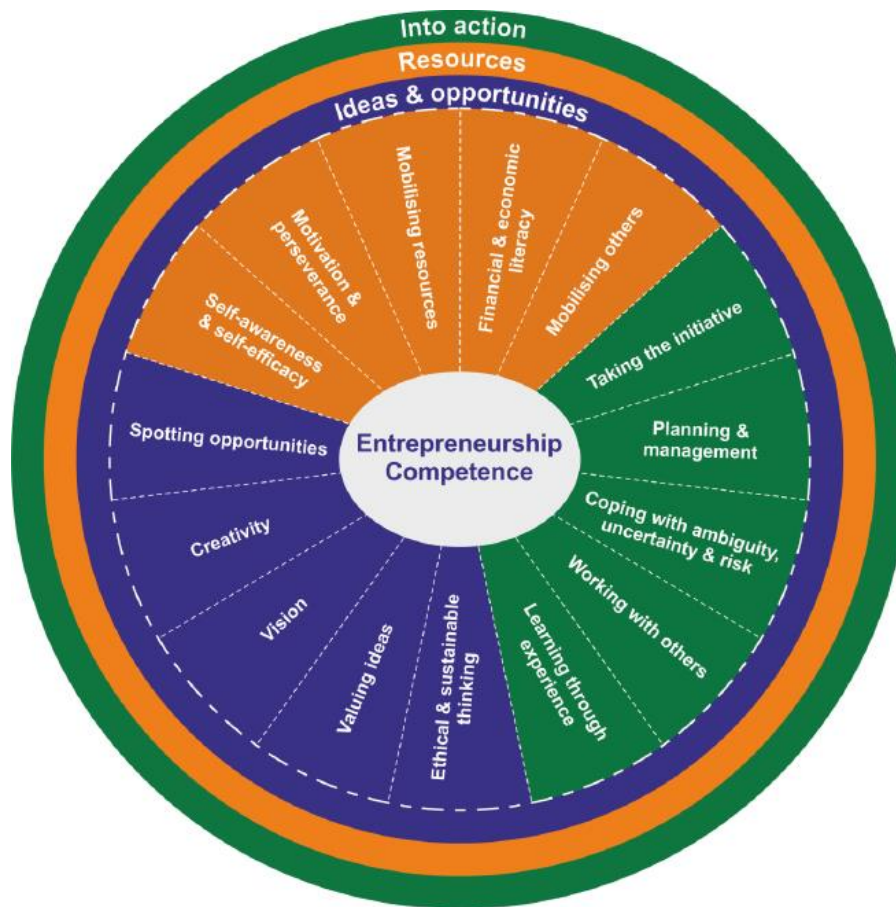 Into action
Resources
Ideas & opportunities
Self-awareness
& self-efficacy
Motivation &
perseverance
Mobilising resources
Financial & economic
literacy
Mobilising others
Taking the initiative
Planning &
management
Coping with ambiguity,
uncertainty & risk
Working with others
Learning through
experience
Ethical & sustainable
thinking
Valuing ideas
Vision
Creativity
Spotting opportunities
Entrepreneurship
Competence